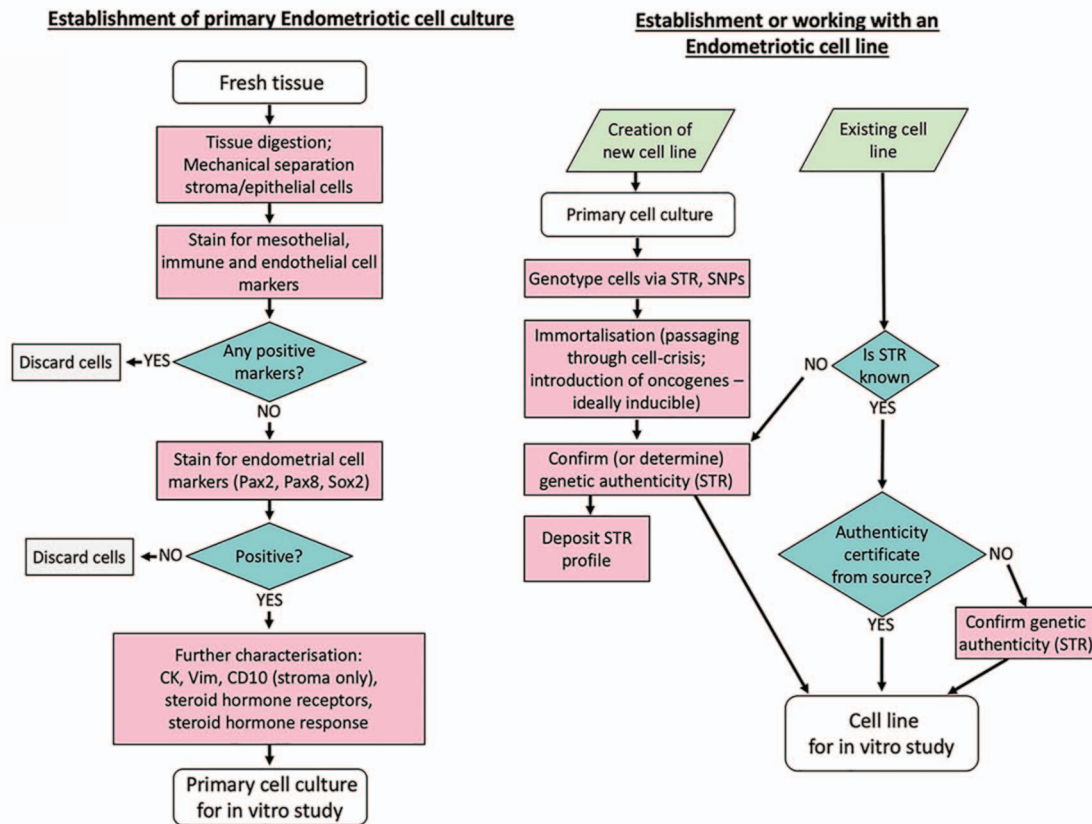 Establishment of primary Endometriotic cell culture
Fresh tissue
Tissue digestion;
Mechanical separation
stroma/epithelial cells
Stain for mesothelial,
immune and endothelial cell
markers
Any positive
markers?
YES
Discard cells
NO
Stain for endometrial cell
markers (Pax2, Pax8, Sox2)
Positive?
NO
Discard cells
YES
Further characterisation:
CK, Vim, CD10 (stroma only),
steroid hormone receptors,
steroid hormone response
Primary cell culture
for in vitro study
Establishment or working with an
Endometriotic cell line
Creation of
new cell line
Primary cell culture
Genotype cells via STR, SNPs
Immortalisation (passaging
through cell-crisis;
introduction of oncogenes –
ideally inducible)
Confirm (or determine)
genetic authenticity (STR)
Deposit STR
profile
Existing cell
line
Is STR
known
NO
YES
Authenticity
certificate
from source?
NO
YES
Confirm genetic
authenticity (STR)
Cell line
for in vitro study